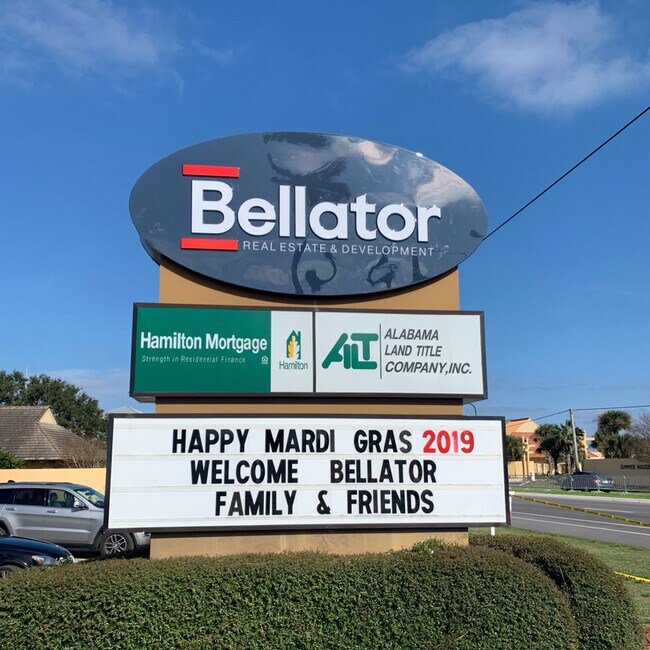 Bellator
REAL ESTATE & DEVELOPMENT
Hamilton Mortgage
Strength in Residential Finance
Hamilton
ALT
ALABAMA
LAND TITLE
COMPANY, INC.
HAPPY MARDI GRAS 2019
WELCOME BELLATOR
FAMILY & FRIENDS